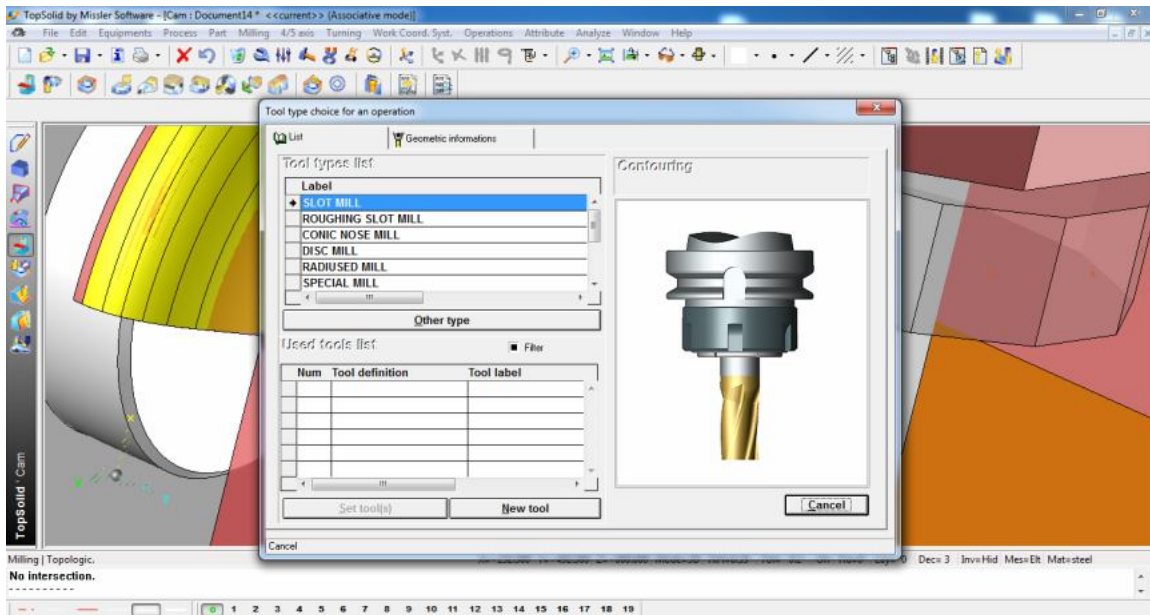 TopSolid by Missler Software - [Cam : Document14 * <<current>> (Associative mode)]
File Edit Equipments Process Part Milling 4/5 axis Turning Work Coord. Syst. Operations Attribute Analyze Window Help
Tool type choice for an operation
List
Geometric informations
Tool types list
Contouring
Label
SLOT MILL
ROUGHING SLOT MILL
CONIC NOSE MILL
DISC MILL
RADIUSED MILL
SPECIAL MILL
Other type
Used tools list
Filter
Num Tool definition Tool label
Set tool(s)
New tool
Cancel
Cancel
TopSolid 'Cam
Milling | Topologic.
0 Dec= 3 Inv=Hid Mes=Elt Mat=steel
No intersection.
----------
0 1 2 3 4 5 6 7 8 9 10 11 12 13 14 15 16 17 18 19